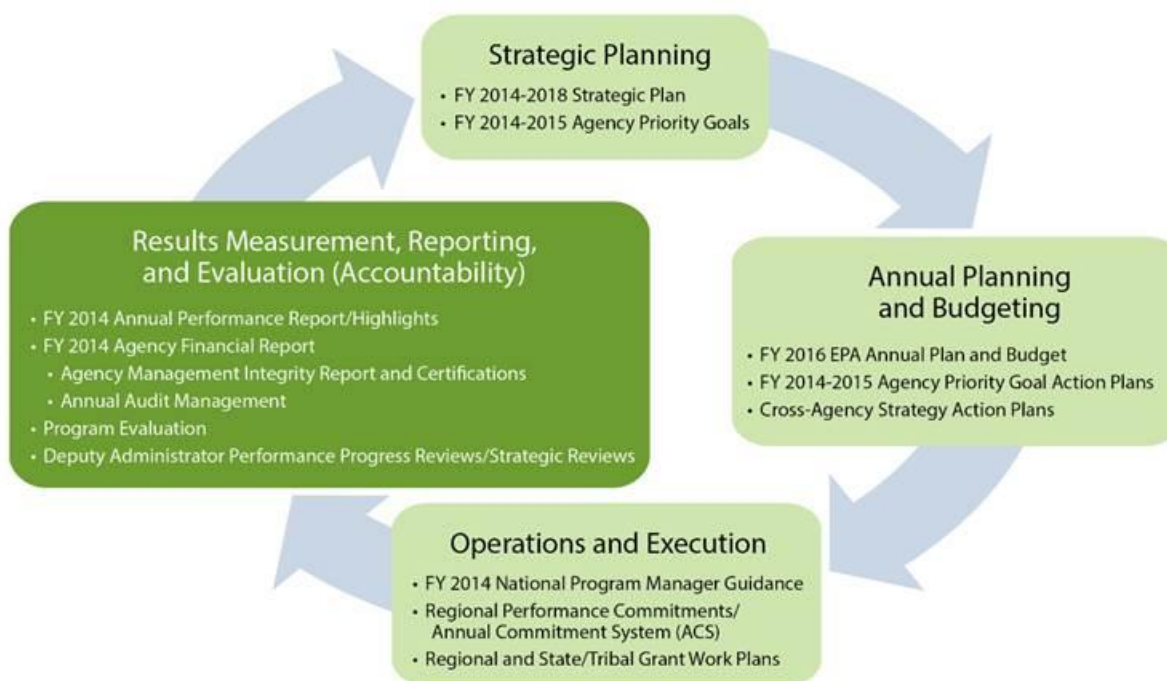 Strategic Planning
• FY 2014-2018 Strategic Plan
• FY 2014-2015 Agency Priority Goals
Annual Planning
and Budgeting
• FY 2016 EPA Annual Plan and Budget
• FY 2014-2015 Agency Priority Goal Action Plans
• Cross-Agency Strategy Action Plans
Operations and Execution
• FY 2014 National Program Manager Guidance
• Regional Performance Commitments/
Annual Commitment System (ACS)
• Regional and State/Tribal Grant Work Plans
Results Measurement, Reporting,
and Evaluation (Accountability)
• FY 2014 Annual Performance Report/Highlights
• FY 2014 Agency Financial Report
• Agency Management Integrity Report and Certifications
• Annual Audit Management
• Program Evaluation
• Deputy Administrator Performance Progress Reviews/Strategic Reviews